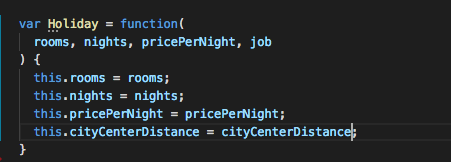 var Holiday = function(
rooms, nights, pricePerNight, job
) {
this.rooms = rooms;
this.nights = nights;
this.pricePerNight = pricePerNight;
this.cityCenterDistance = cityCenterDistance;
}